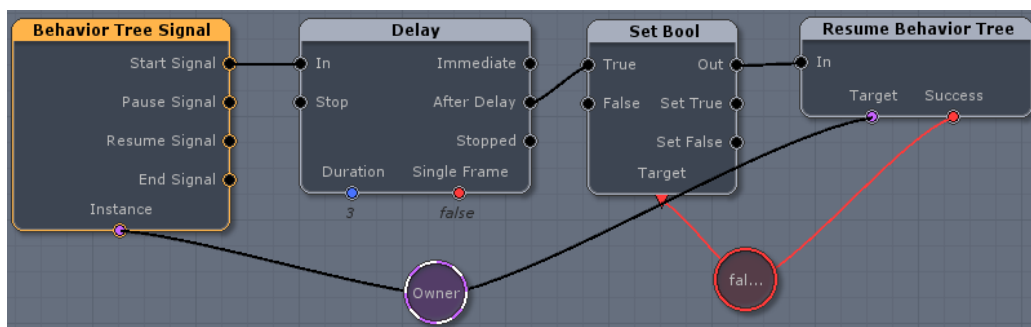 Behavior Tree Signal
Start Signal
Pause Signal
Resume Signal
End Signal
Instance
Delay
In
Immediate
Stop
After Delay
Stopped
Duration
Single Frame
3
false
Set Bool
True
Out
False
Set True
Set False
Target
Resume Behavior Tree
In
Target
Success
Owner
fal...